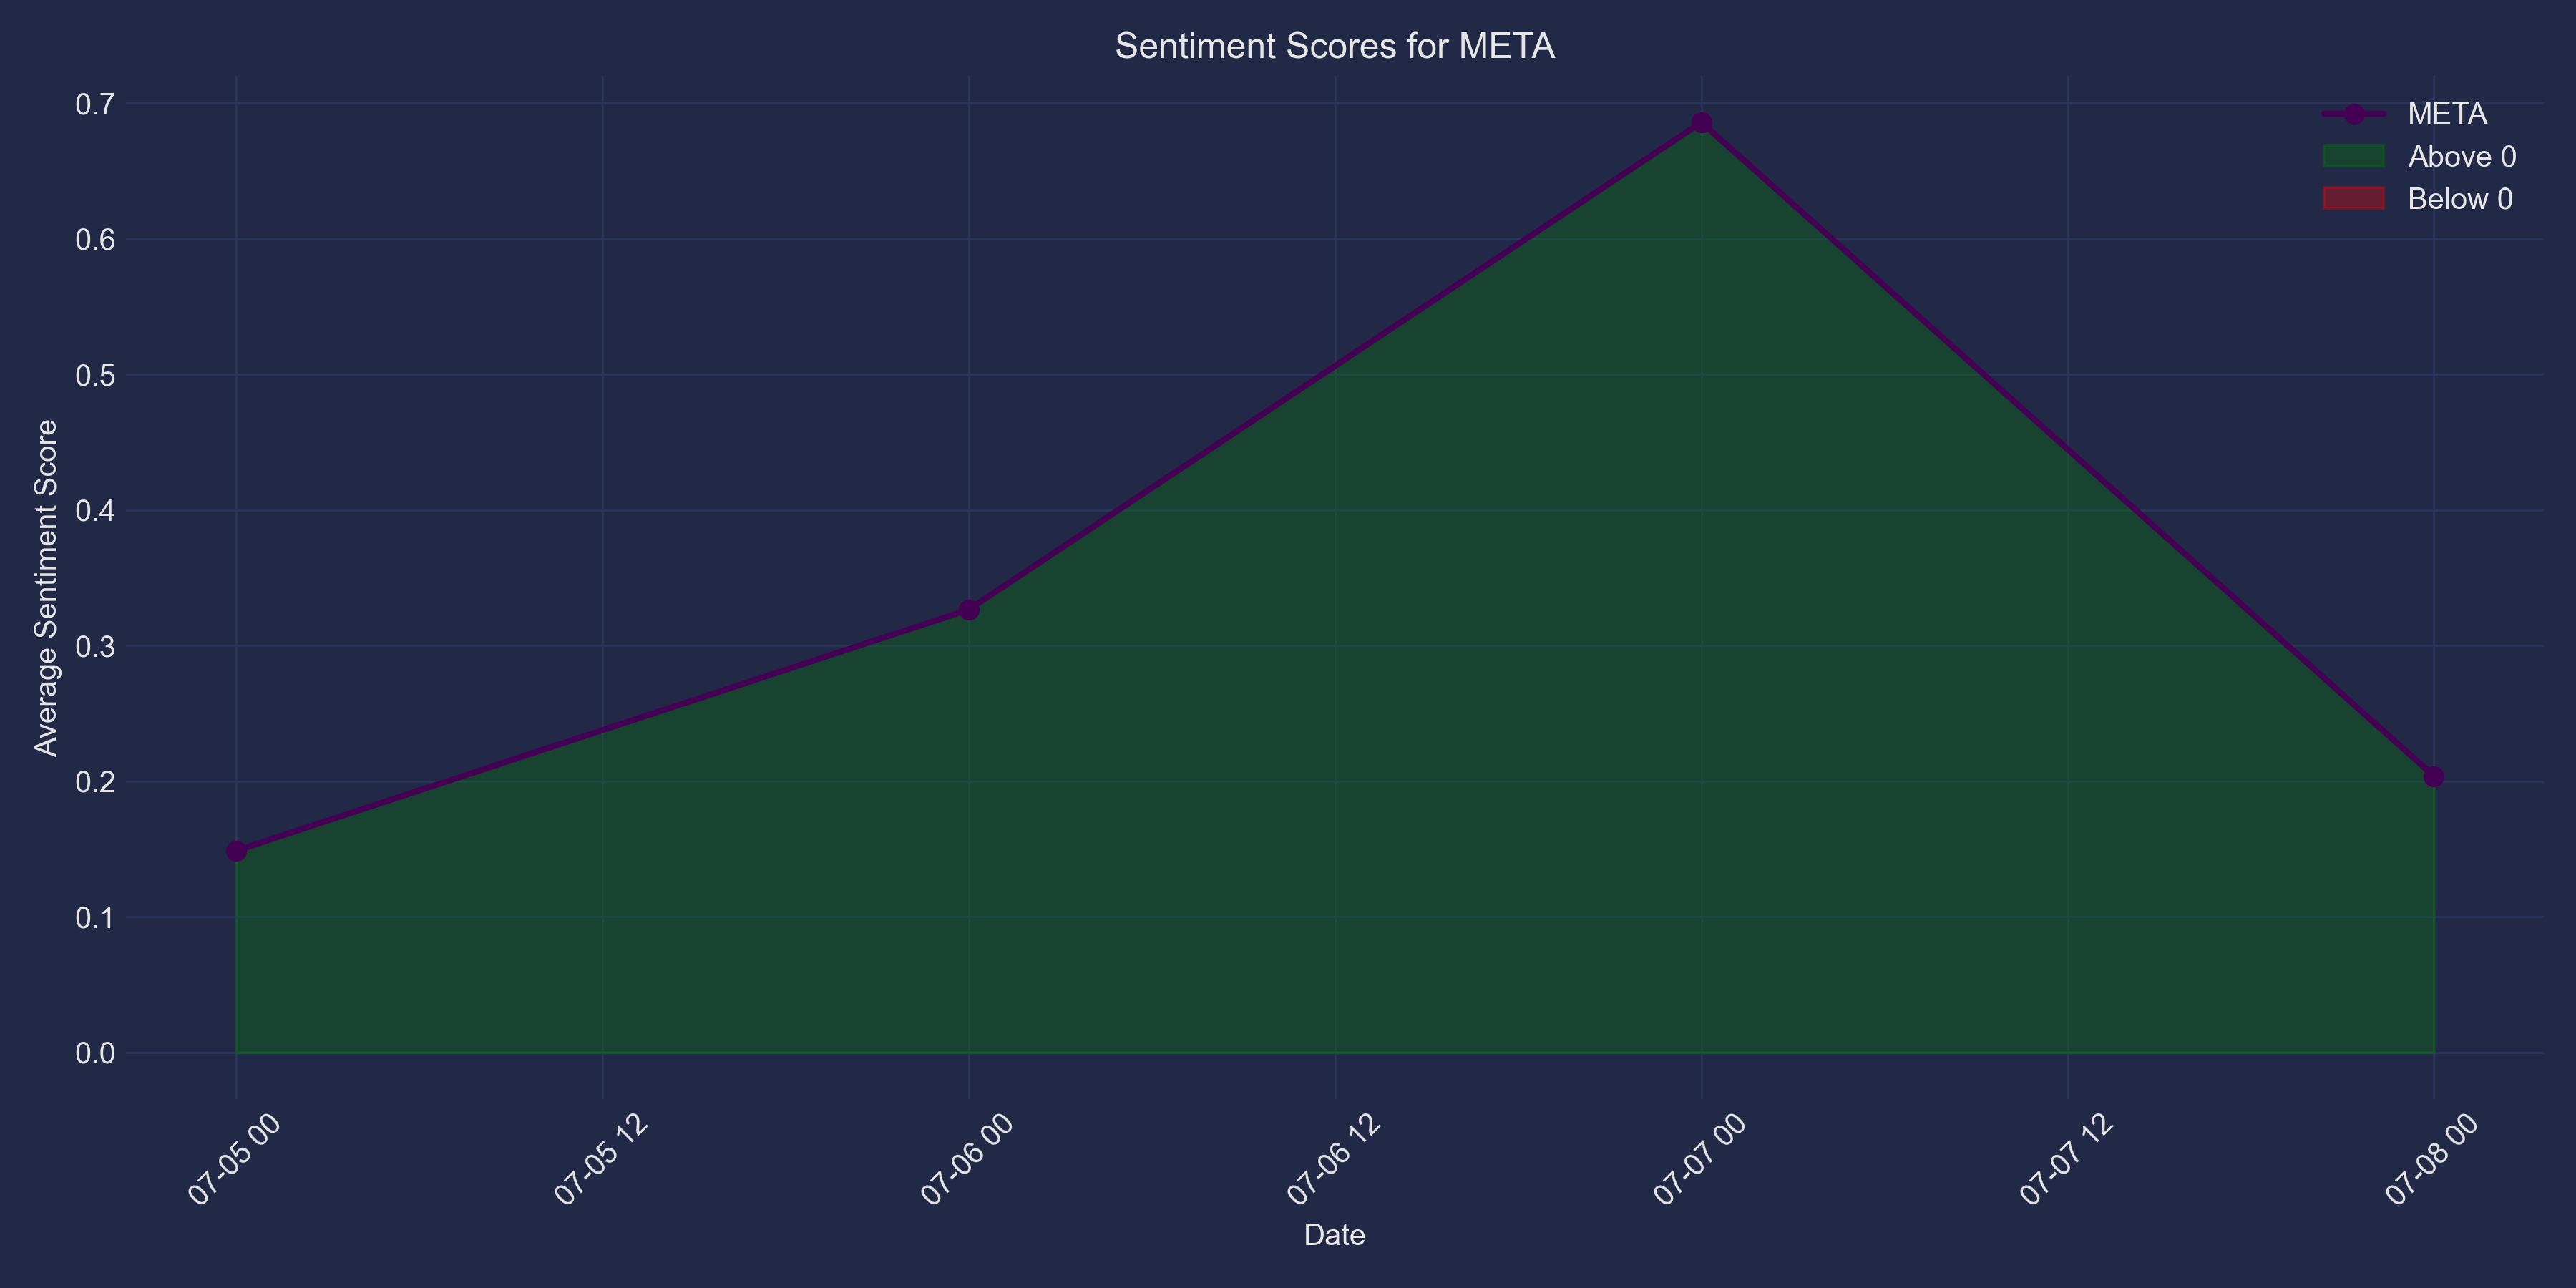 Sentiment Scores for META
META
Above 0
Below 0
Average Sentiment Score
0.7
0.6
0.5
0.4
0.3
0.2
0.1
0.0
07-05 00
07-05 12
07-06 00
07-06 12
07-07 00
07-07 12
07-08 00
Date